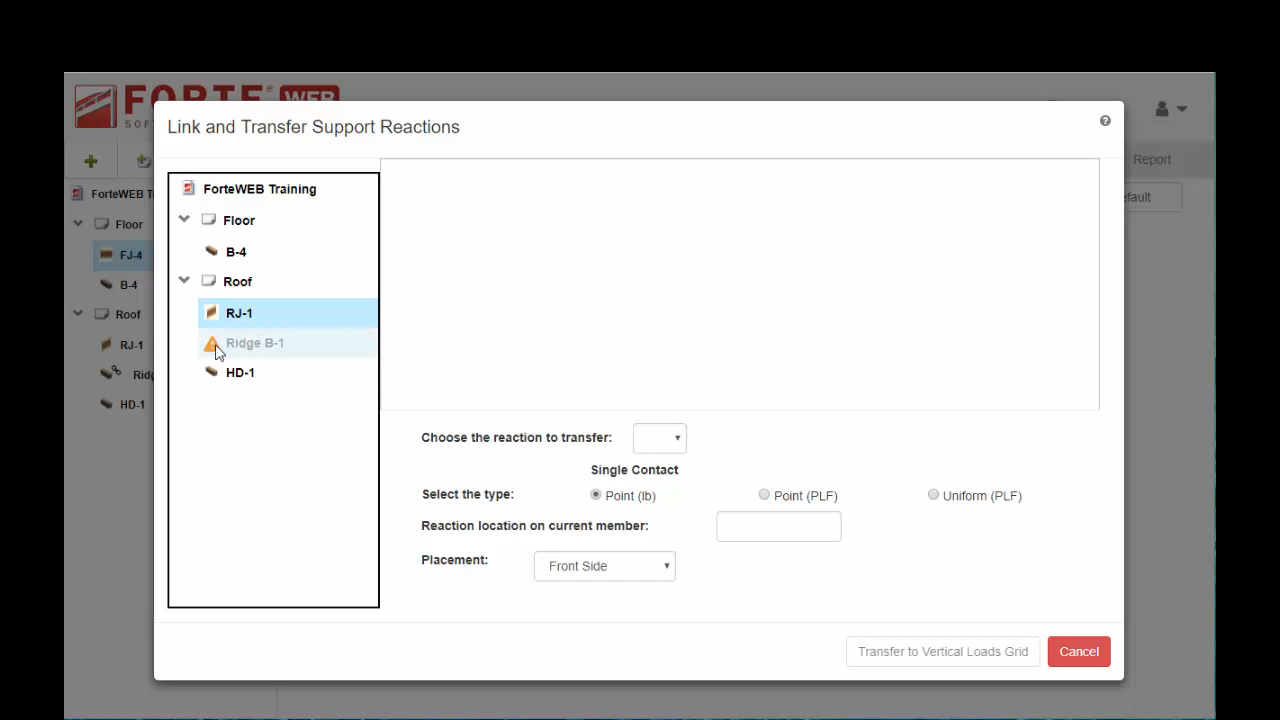 FORTE® WEB
SOF
Link and Transfer Support Reactions
Report
ForteWEB T
efault
Floor
FJ-4
B-4
Roof
RJ-1
Ridg
HD-1
ForteWEB Training
Floor
B-4
Roof
RJ-1
Ridge B-1
HD-1
Choose the reaction to transfer:
Single Contact
Select the type:
Point (lb)
Point (PLF)
Uniform (PLF)
Reaction location on current member:
Placement:
Front Side
Transfer to Vertical Loads Grid
Cancel